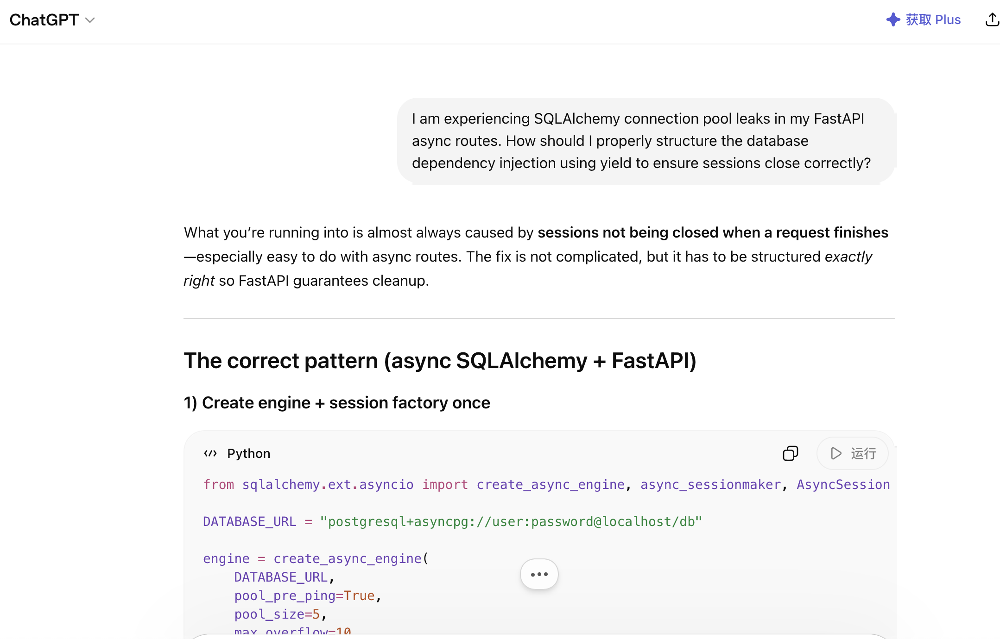 ChatGPT
获取 Plus
I am experiencing SQLAlchemy connection pool leaks in my FastAPI
async routes. How should I properly structure the database
dependency injection using yield to ensure sessions close correctly?
What you’re running into is almost always caused by sessions not being closed when a request finishes
—especially easy to do with async routes. The fix is not complicated, but it has to be structured exactly
right so FastAPI guarantees cleanup.
The correct pattern (async SQLAlchemy + FastAPI)
1) Create engine + session factory once
Python
运行
from sqlalchemy.ext.asyncio import create_async_engine, async_sessionmaker, AsyncSession
DATABASE_URL = "postgresql+asyncpg://user:password@localhost/db"
engine = create_async_engine(
    DATABASE_URL,
    pool_pre_ping=True,
    pool_size=5,
    max_overflow=10